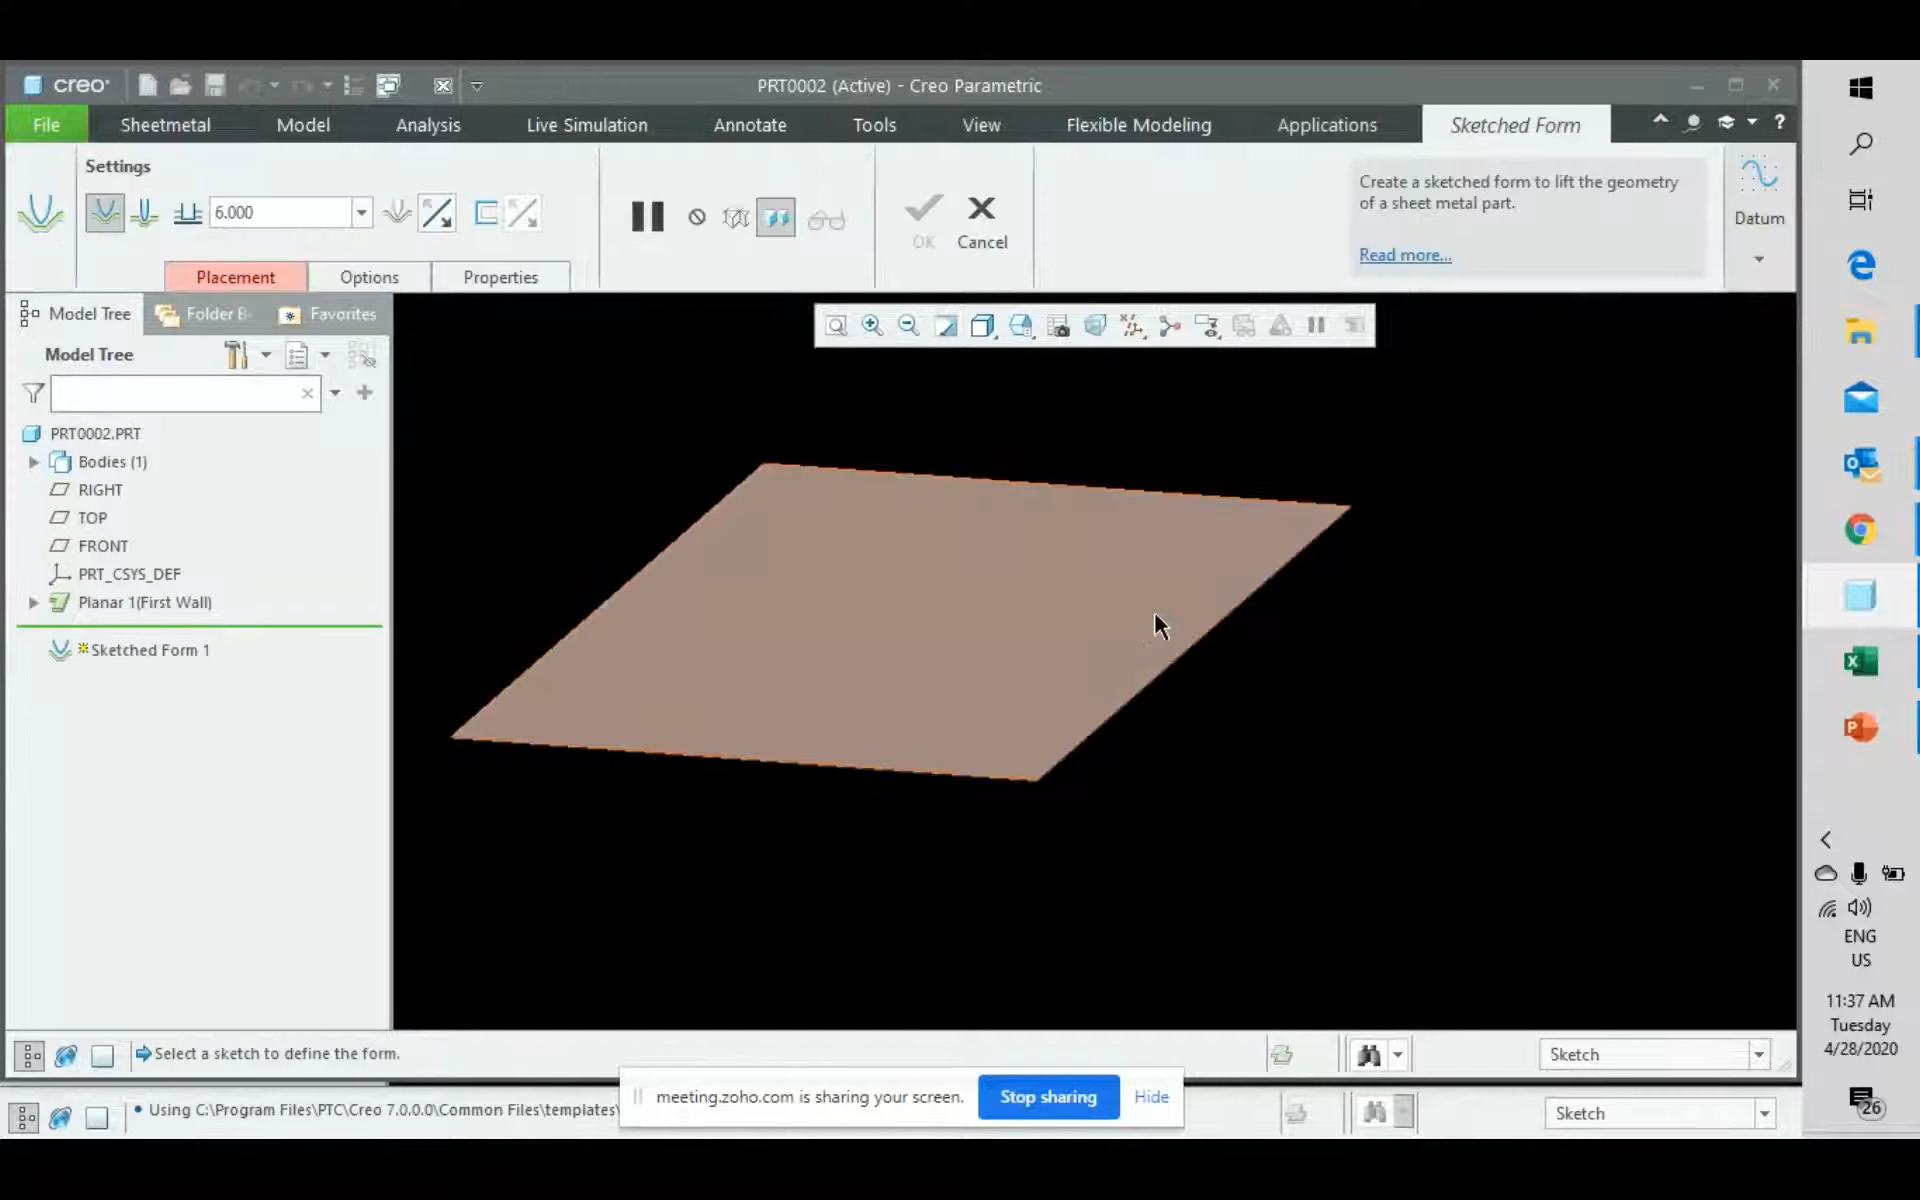 creo
PRT0002 (Active) - Creo Parametric
File
Sheetmetal
Model
Analysis
Live Simulation
Annotate
Tools
View
Flexible Modeling
Applications
Sketched Form
?
Settings
6.000
OK
Cancel
Create a sketched form to lift the geometry
of a sheet metal part.
Read more...
Datum
Placement
Options
Properties
Model Tree
Folder B
Favorites
Model Tree
PRT0002.PRT
Bodies (1)
RIGHT
TOP
FRONT
PRT_CSYS_DEF
Planar 1(First Wall)
Sketched Form 1
Select a sketch to define the form.
Sketch
meeting.zoho.com is sharing your screen.
Stop sharing
Hide
Using C:\Program Files\PTC\Creo 7.0.0.0\Common Files\templates\
Sketch
ENG
US
11:37 AM
Tuesday
4/28/2020
26